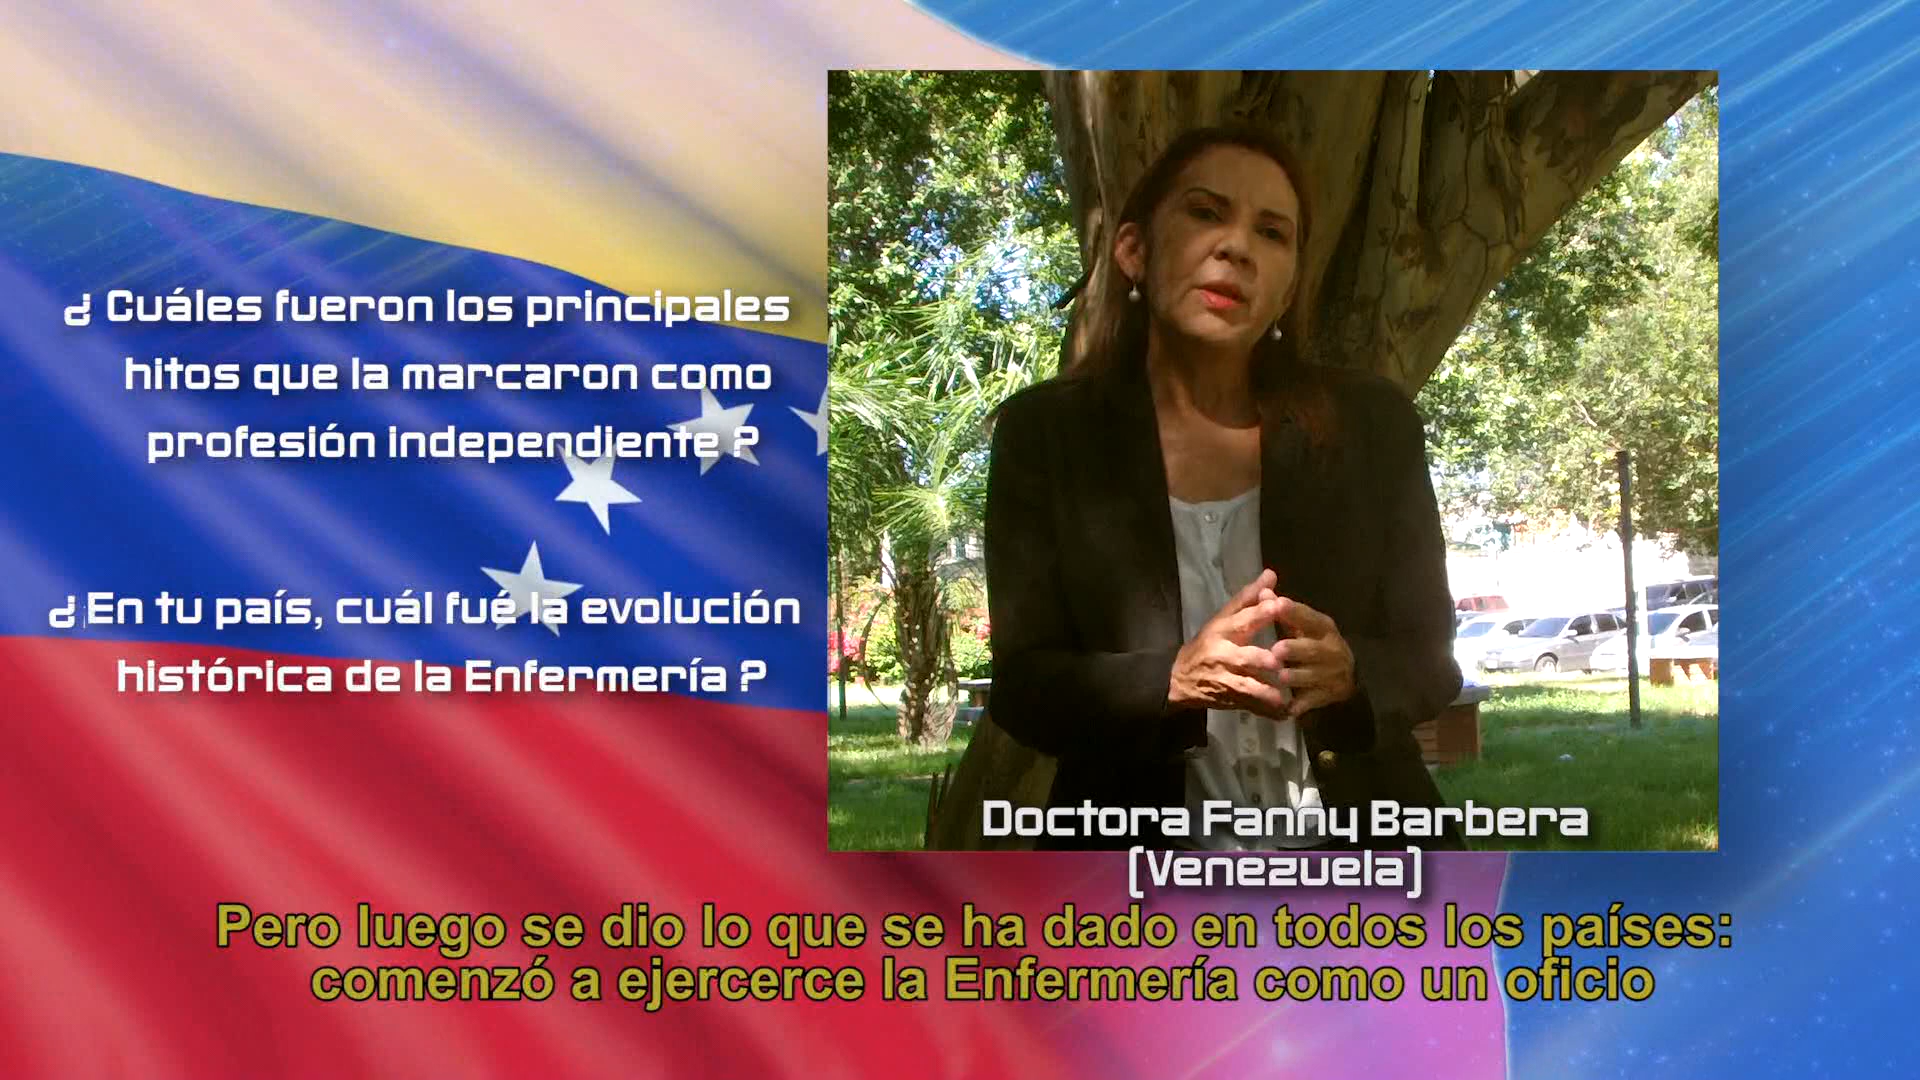 ¿ Cuáles fueron los principales
hitos que la marcaron como
profesión independiente ?
¿ En tu país, cuál fué la evolución
histórica de la Enfermería ?
Doctora Fanny Barbera
(Venezuela)
Pero luego se dio lo que se ha dado en todos los países:
comenzó a ejercerce la Enfermería como un oficio